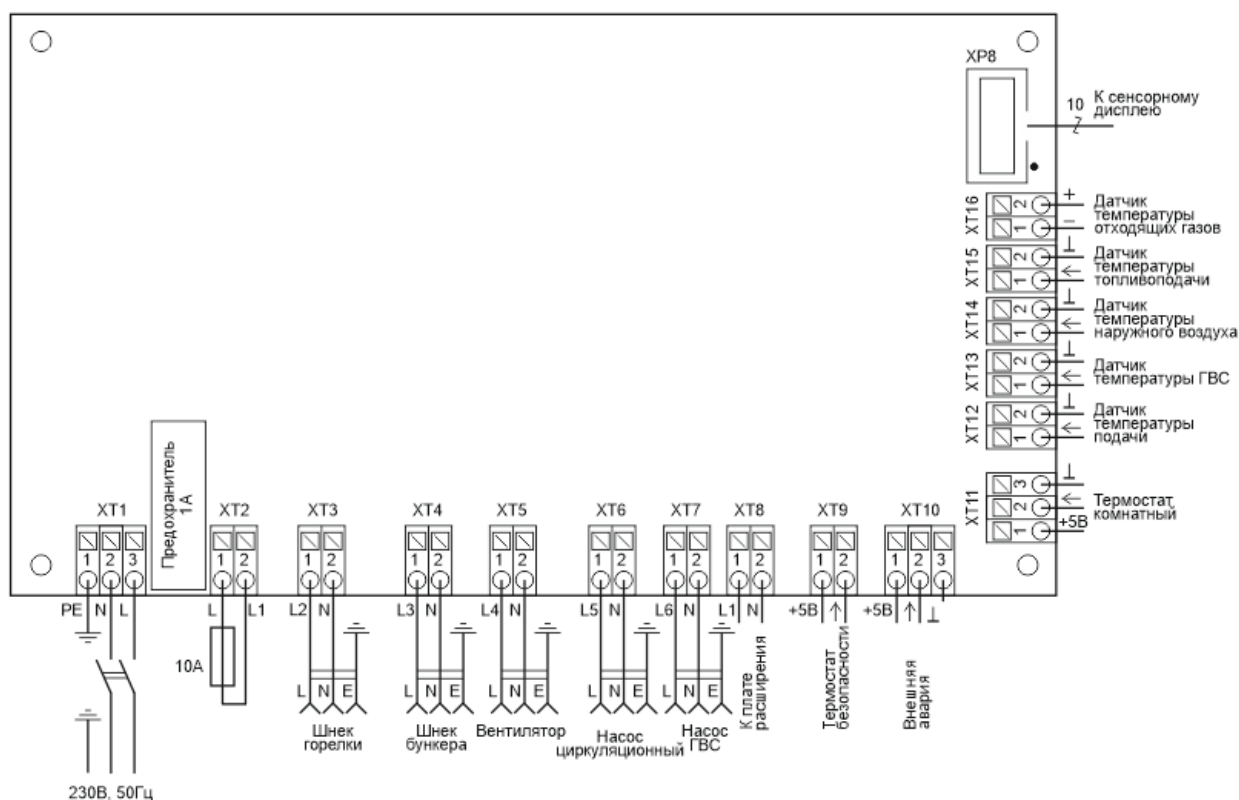 XP8
10
К сенсорному
дисплею
XT16
2
1
+
−
Датчик
температуры
отходящих газов
XT15
2
1
Датчик
температуры
топливоподачи
XT14
2
1
Датчик
температуры
наружного воздуха
XT13
2
1
Датчик
температуры ГВС
XT12
2
1
Датчик
температуры
подачи
XT11
3
2
1
+5В
Термостат
комнатный
Предохранитель
1А
XT1 XT2 XT3 XT4 XT5 XT6 XT7 XT8 XT9 XT10
1 2 3 1 2 1 2 1 2 1 2 1 2 1 2 1 2 1 2 1 2 3
PE N L L L1 L2 N L3 N L4 N L5 N L6 N L1 N +5В +5В
10А
L N E L N E L N E L N E L N E
Шнек
горелки
Шнек
бункера
Вентилятор
Насос
циркуляционный
Насос
ГВС
К плате
расширения
Термостат
безопасности
Внешняя
авария
230В, 50Гц